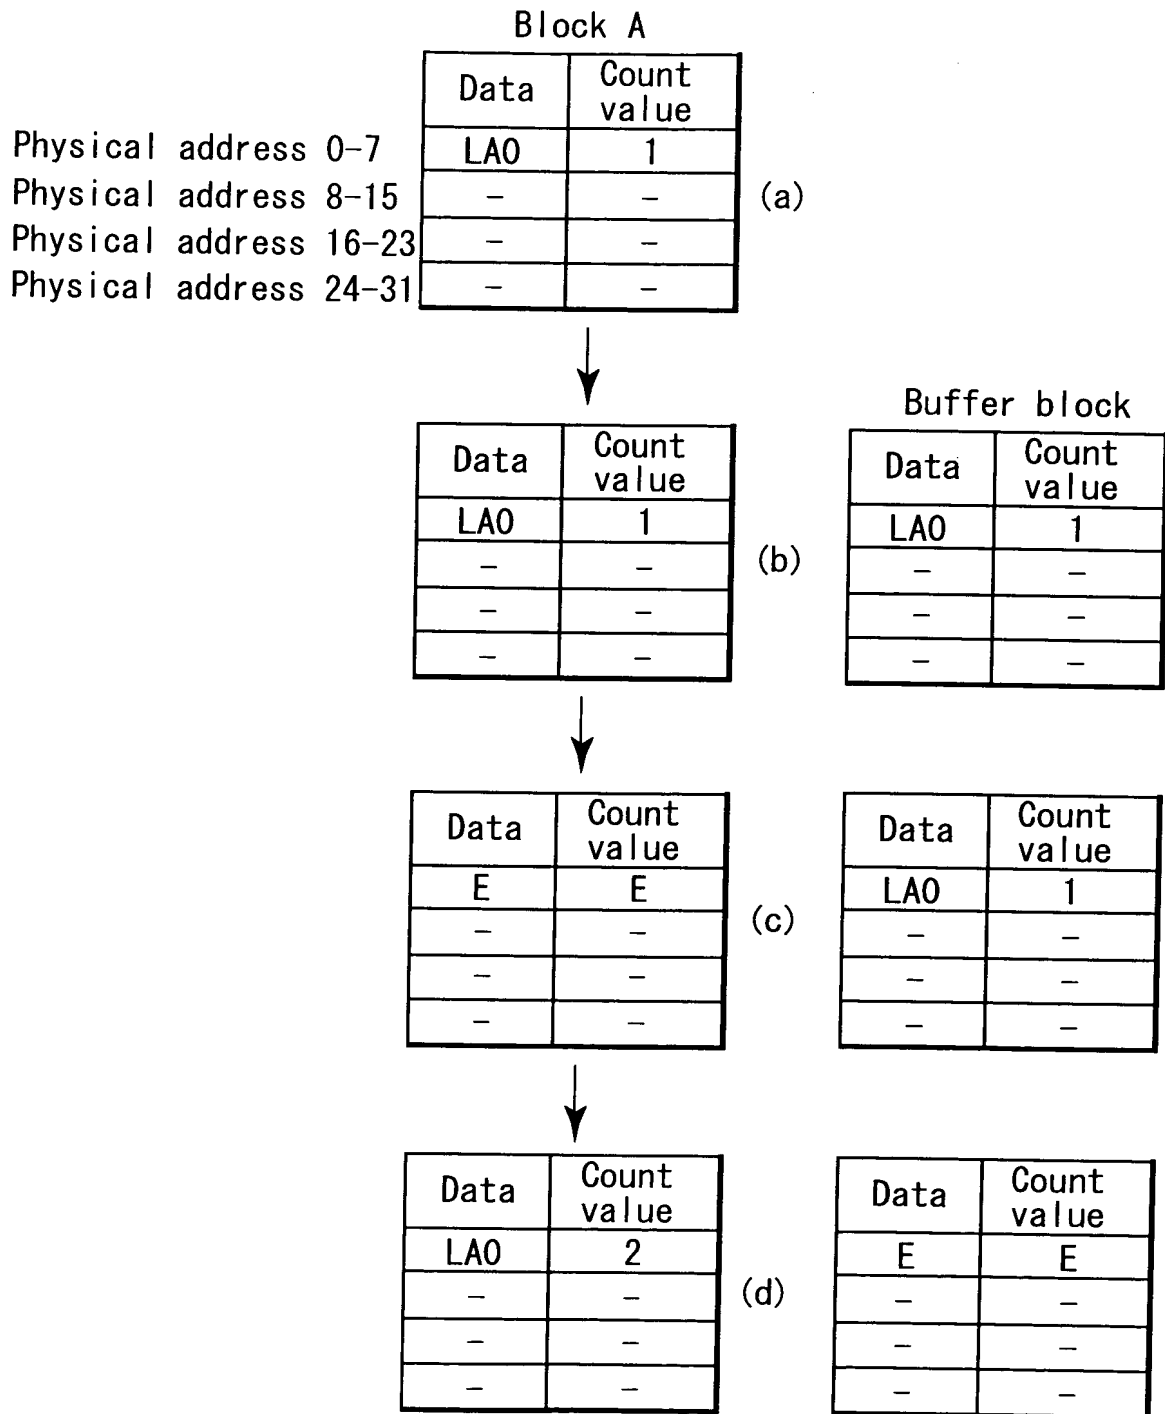 Block A
Data Count value
Physical address 0-7 LA0 1
Physical address 8-15 - -
(a)
Physical address 16-23 - -
Physical address 24-31 - -
Buffer block
Data Count value Data Count value
LA0 1 LA0 1
- - - -
(b)
- - - -
- - - -
Data Count value Data Count value
E E LA0 1
- - - -
(c)
- - - -
- - - -
Data Count value Data Count value
LA0 2 E E
- - - -
(d)
- - - -
- - - -